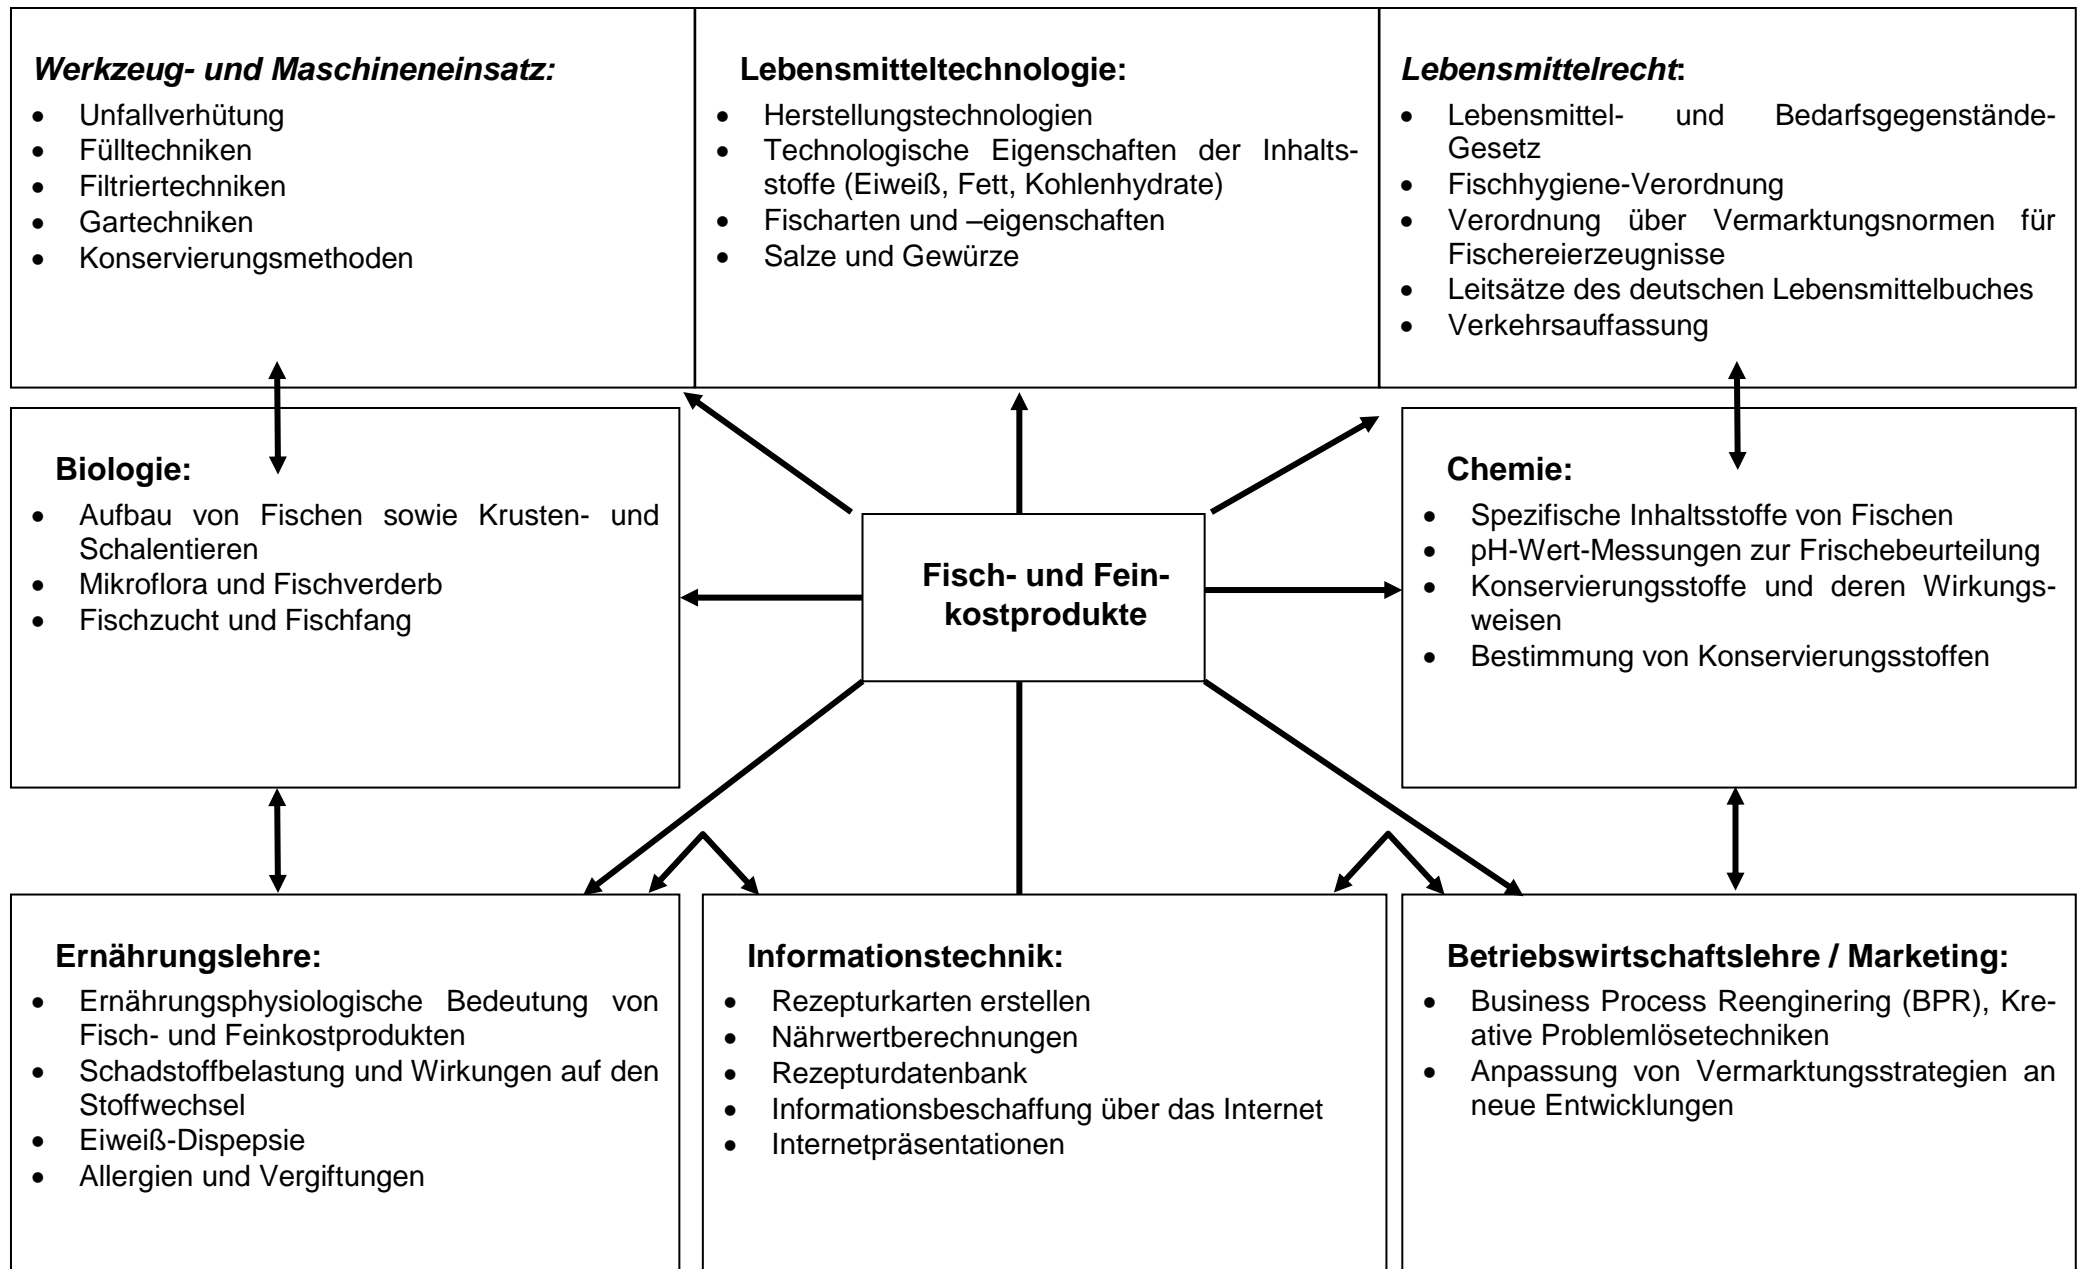 Werkzeug- und Maschineneinsatz:
• Unfallverhütung
• Fülltechniken
• Filtriertechniken
• Gartechniken
• Konservierungsmethoden
Lebensmitteltechnologie:
• Herstellungstechnologien
• Technologische Eigenschaften der Inhalts-
stoffe (Eiweiß, Fett, Kohlenhydrate)
• Fischarten und –eigenschaften
• Salze und Gewürze
Lebensmittelrecht:
• Lebensmittel- und Bedarfsgegenstände-
Gesetz
• Fischhygiene-Verordnung
• Verordnung über Vermarktungsnormen für
Fischereierzeugnisse
• Leitsätze des deutschen Lebensmittelbuches
• Verkehrsauffassung
Biologie:
• Aufbau von Fischen sowie Krusten- und
Schalentieren
• Mikroflora und Fischverderb
• Fischzucht und Fischfang
Fisch- und Fein-
kostprodukte
Chemie:
• Spezifische Inhaltsstoffe von Fischen
• pH-Wert-Messungen zur Frischebeurteilung
• Konservierungsstoffe und deren Wirkungs-
weisen
• Bestimmung von Konservierungsstoffen
Ernährungslehre:
• Ernährungsphysiologische Bedeutung von
Fisch- und Feinkostprodukten
• Schadstoffbelastung und Wirkungen auf den
Stoffwechsel
• Eiweiß-Dispepsie
• Allergien und Vergiftungen
Informationstechnik:
• Rezepturkarten erstellen
• Nährwertberechnungen
• Rezepturdatenbank
• Informationsbeschaffung über das Internet
• Internetpräsentationen
Betriebswirtschaftslehre / Marketing:
• Business Process Reenginering (BPR), Kre-
ative Problemlösetechniken
• Anpassung von Vermarktungsstrategien an
neue Entwicklungen